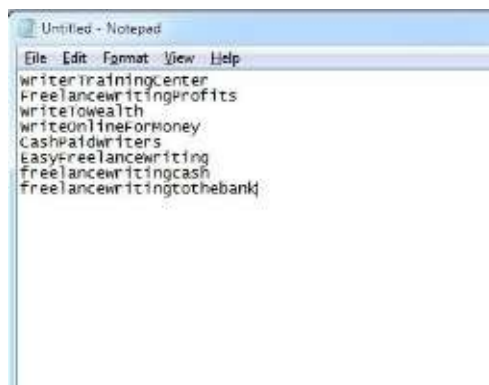 Untitled - Notepad
File Edit Format View Help
WriterTrainingCenter
FreelanceWritingProfits
WriteToWealth
WriteOnlineForMoney
CashPaidWriters
EasyFreelanceWriting
freelancewritingcash
freelancewritingtothebank